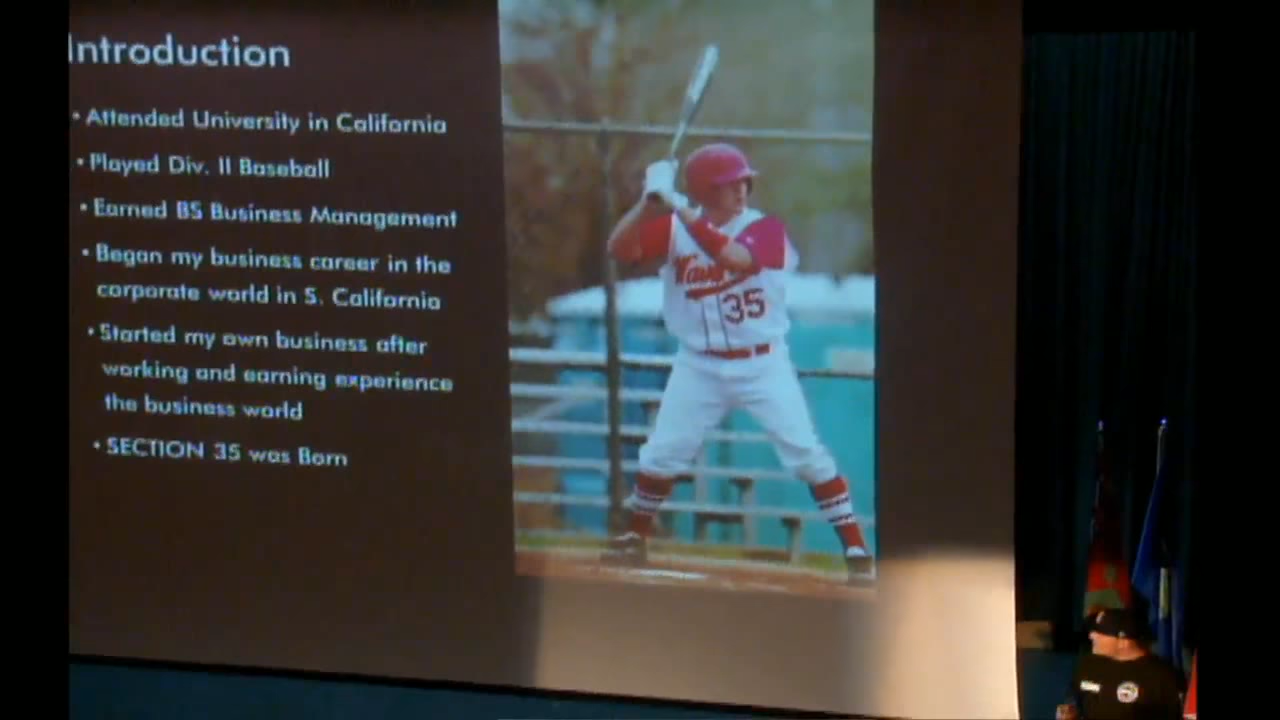 Introduction
• Attended University in California
• Played Div. II Baseball
• Earned BS Business Management
• Began my business career in the
corporate world in S. California
• Started my own business after
working and earning experience
the business world
• SECTION 35 was Born
35